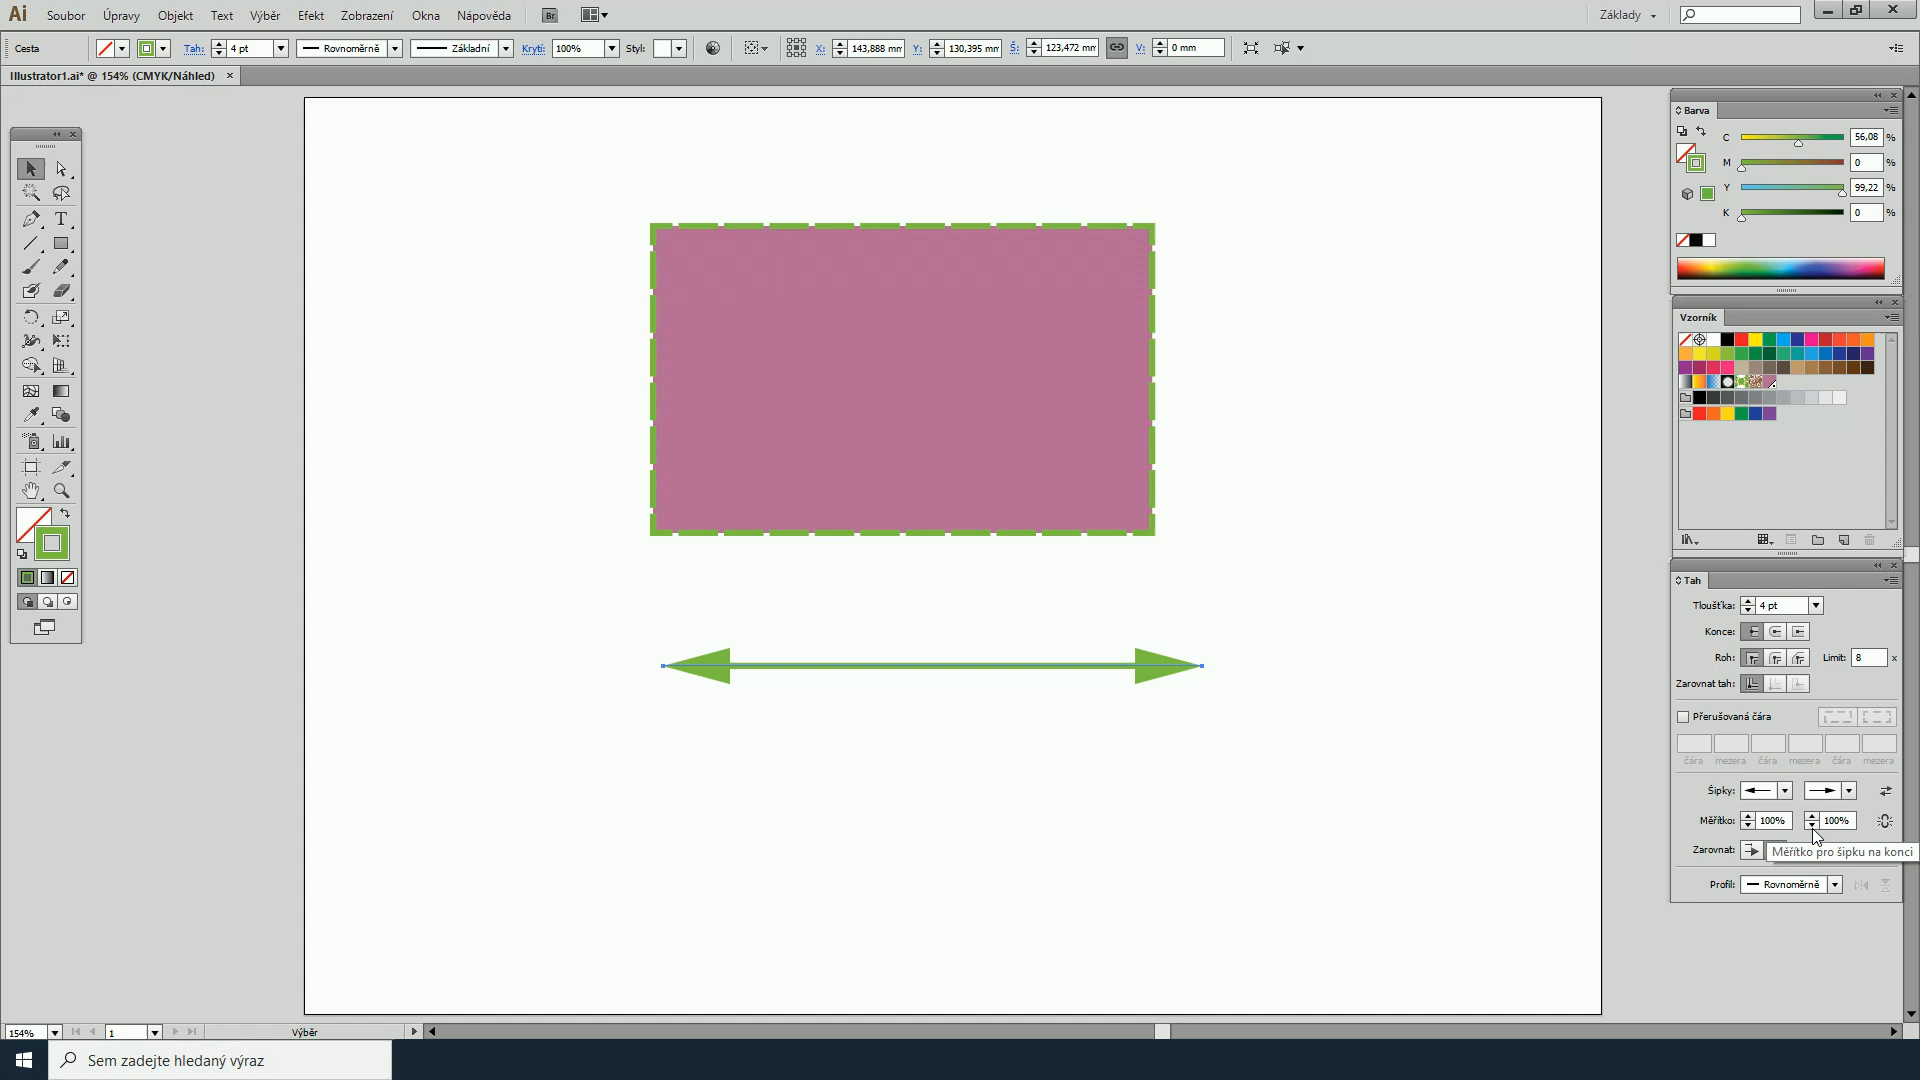 Ai Soubor Úpravy Objekt Text Výběr Efekt Zobrazení Okna Nápověda Br Základy
Cesta Tah: 4 pt Rovnoměrně Základní Krytí: 100% Styl: X: 143,888 mm Y: 130,395 mm Š: 123,472 mm V: 0 mm
Illustrator1.ai* @ 154% (CMYK/Náhled) ×
Barva
C 56,08 %
M 0 %
Y 99,22 %
K 0 %
Vzorník
Tah
Tloušťka: 4 pt
Konce:
Roh: Limit: 8 x
Zarovnat tah:
Přerušovaná čára
čára mezera čára mezera čára mezera
Šipky:
Měřítko: 100% 100%
Zarovnat: Měřítko pro šipku na konci
Profil: Rovnoměrně
154% 1 Výběr
Sem zadejte hledaný výraz